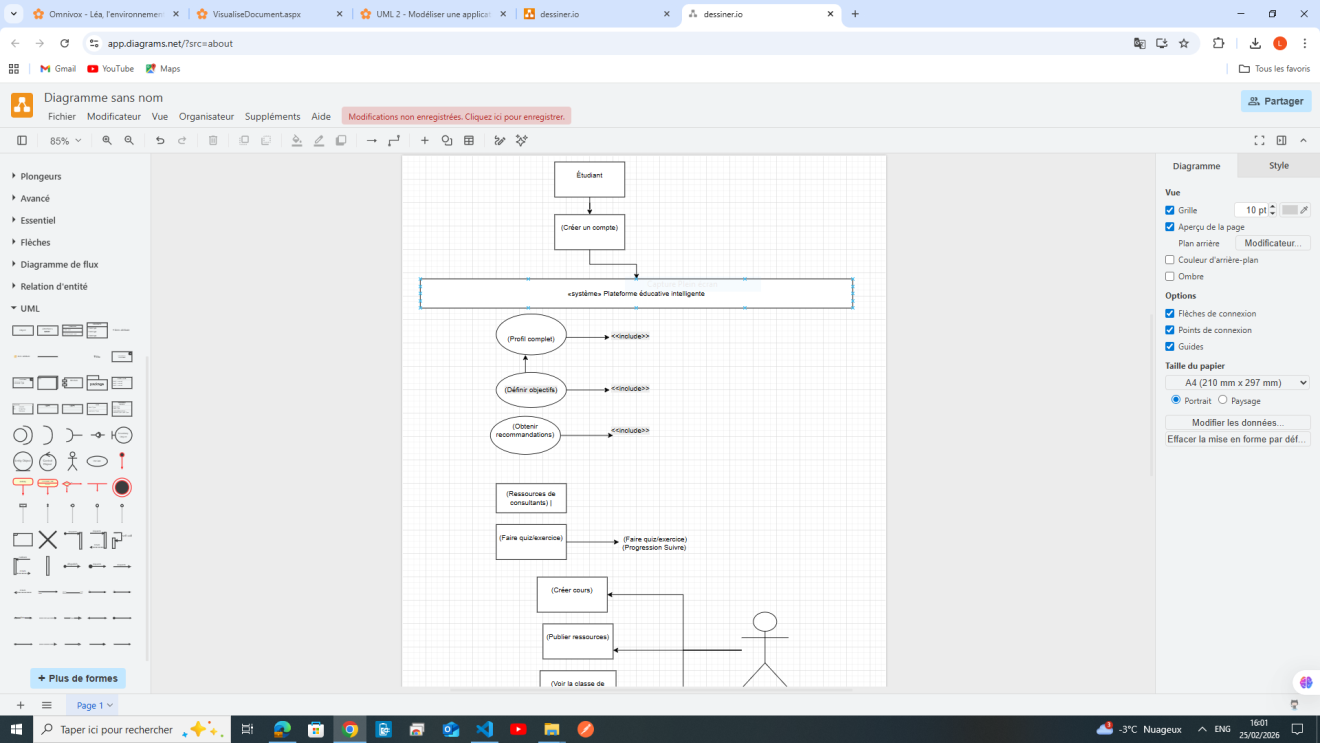 Omnivox - Léa, l'environnement
VisualiseDocument.aspx
UML 2 - Modéliser une applicat
dessiner.io
dessiner.io
app.diagrams.net/?src=about
Gmail
YouTube
Maps
Tous les favoris
Diagramme sans nom
Fichier
Modificateur
Vue
Organisateur
Suppléments
Aide
Modifications non enregistrées. Cliquez ici pour enregistrer.
Partager
85%
Plongeurs
Avancé
Essentiel
Flèches
Diagramme de flux
Relation d'entité
UML
package
+ Plus de formes
Étudiant
(Créer un compte)
«système» Plateforme éducative intelligente
(Profil complet)
<<include>>
(Définir objectifs)
<<include>>
(Obtenir
recommandations)
<<include>>
(Ressources de
consultants) |
(Faire quiz/exercice)
(Faire quiz/exercice)
(Progression Suivre)
(Créer cours)
(Publier ressources)
(Voir la classe de
Diagramme
Style
Vue
Grille
10 pt
Aperçu de la page
Plan arrière
Modificateur...
Couleur d'arrière-plan
Ombre
Options
Flèches de connexion
Points de connexion
Guides
Taille du papier
A4 (210 mm x 297 mm)
Portrait
Paysage
Modifier les données...
Effacer la mise en forme par déf...
Page 1
Taper ici pour rechercher
3
-3°C Nuageux
ENG
16:01
25/02/2026